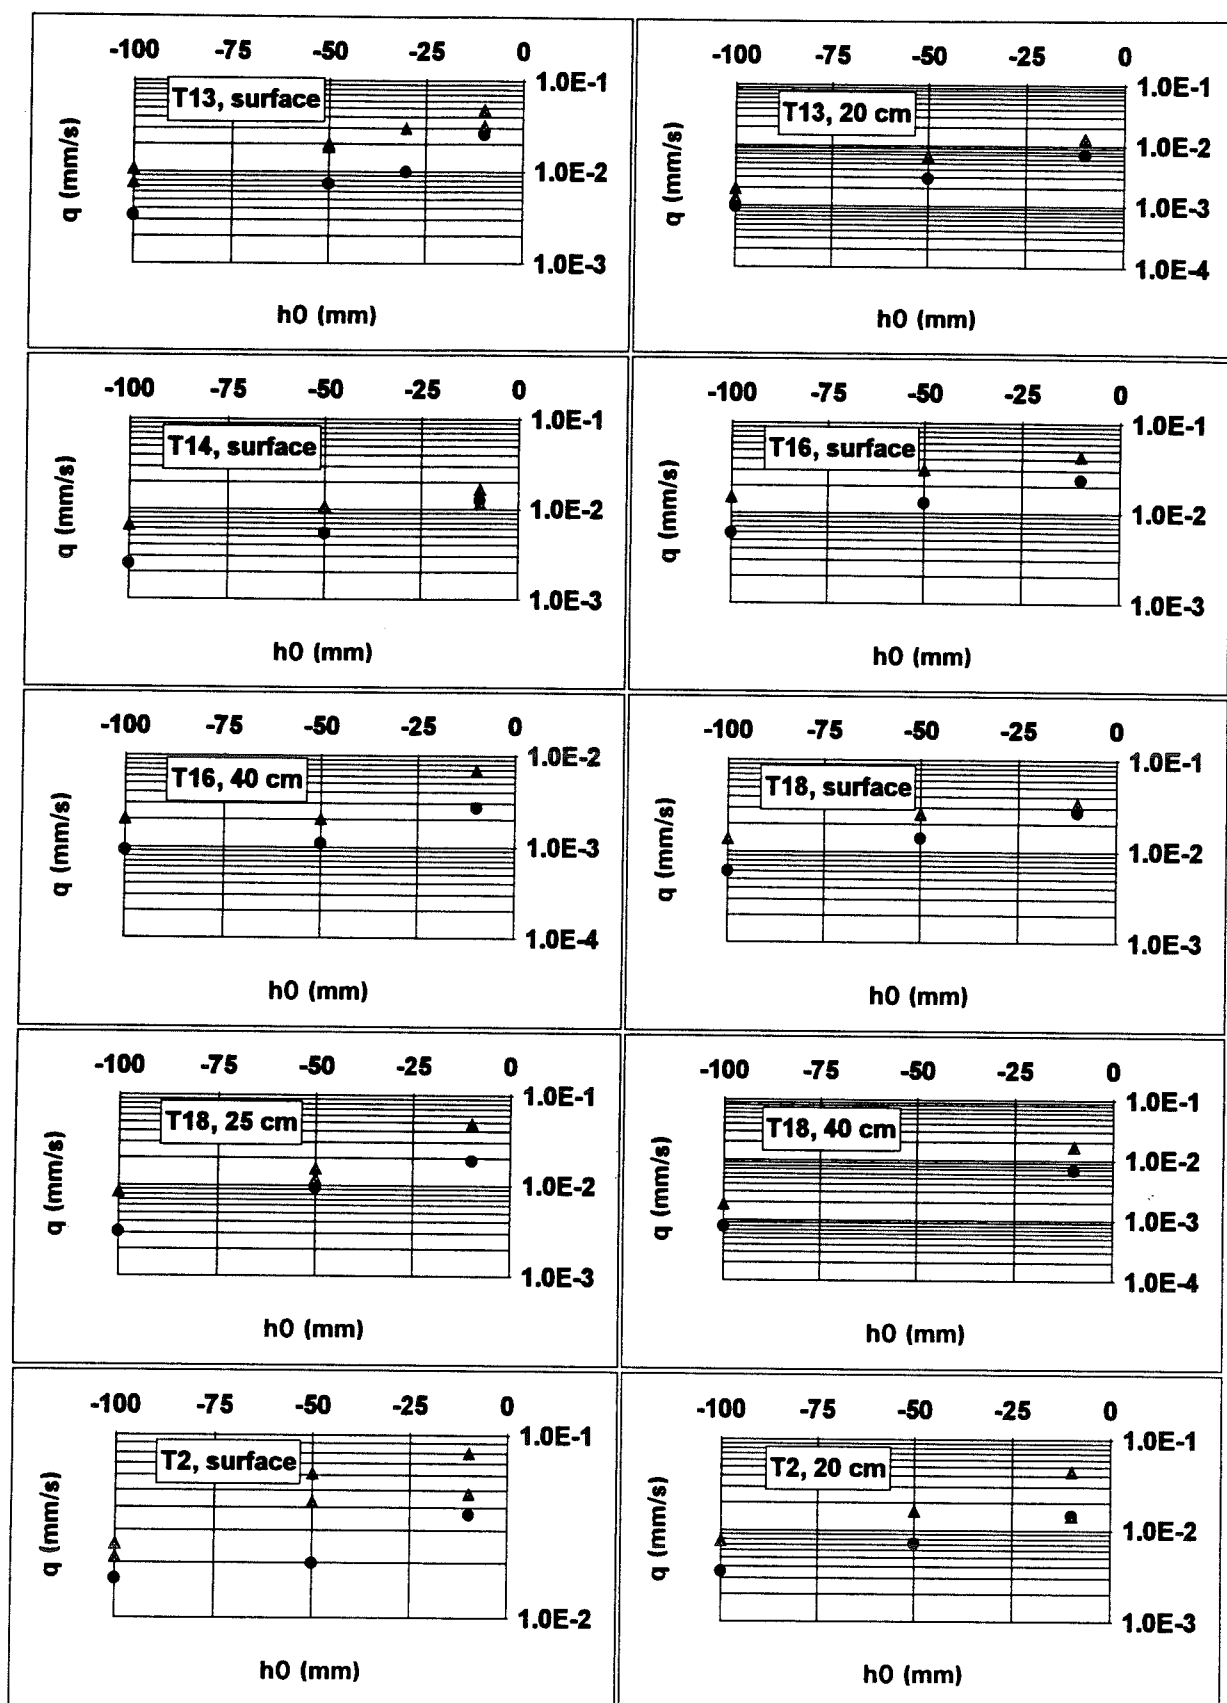 -100 -75 -50 -25 0
1.0E-1
T13, surface
1.0E-2
q (mm/s)
1.0E-3
h0 (mm)
-100 -75 -50 -25 0
1.0E-1
T13, 20 cm
1.0E-2
q (mm/s)
1.0E-3
1.0E-4
h0 (mm)
-100 -75 -50 -25 0
1.0E-1
T14, surface
1.0E-2
q (mm/s)
1.0E-3
h0 (mm)
-100 -75 -50 -25 0
1.0E-1
T16, surface
1.0E-2
q (mm/s)
1.0E-3
h0 (mm)
-100 -75 -50 -25 0
1.0E-2
T16, 40 cm
1.0E-3
q (mm/s)
1.0E-4
h0 (mm)
-100 -75 -50 -25 0
1.0E-1
T18, surface
1.0E-2
q (mm/s)
1.0E-3
h0 (mm)
-100 -75 -50 -25 0
1.0E-1
T18, 25 cm
1.0E-2
q (mm/s)
1.0E-3
h0 (mm)
-100 -75 -50 -25 0
1.0E-1
T18, 40 cm
1.0E-2
q (mm/s)
1.0E-3
1.0E-4
h0 (mm)
-100 -75 -50 -25 0
1.0E-1
T2, surface
q (mm/s)
1.0E-2
h0 (mm)
-100 -75 -50 -25 0
1.0E-1
T2, 20 cm
1.0E-2
q (mm/s)
1.0E-3
h0 (mm)